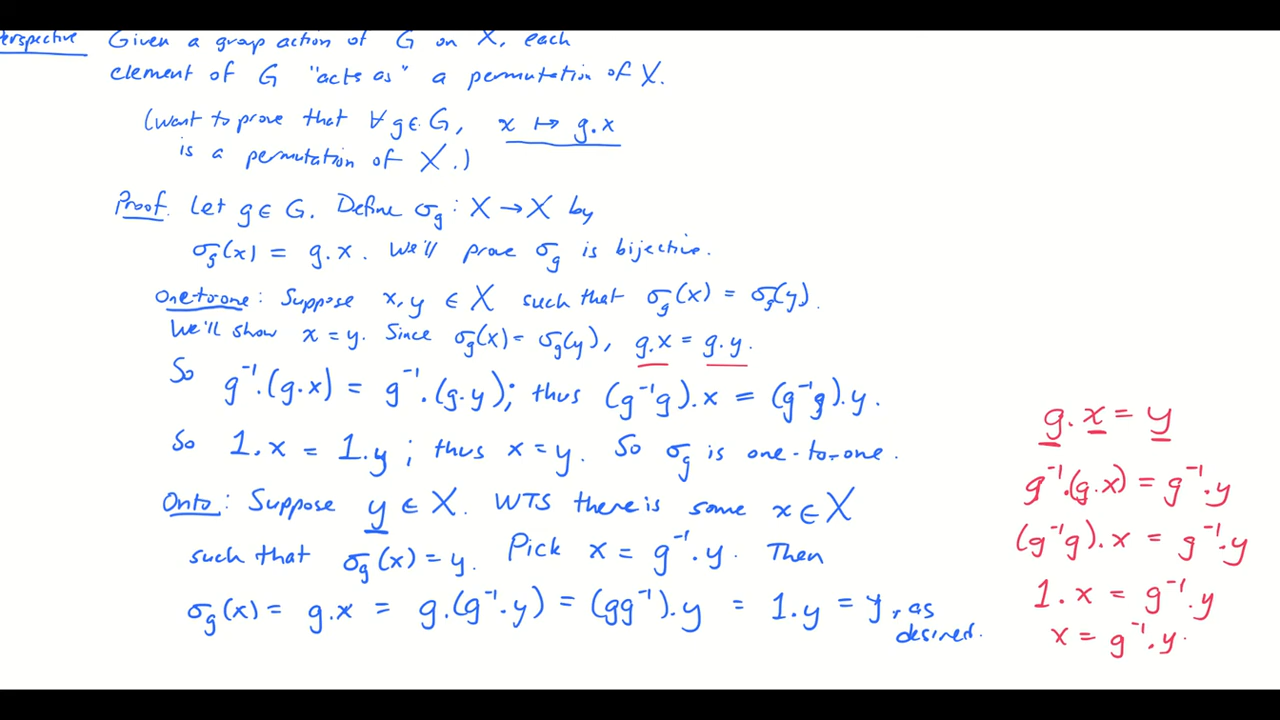 Perspective Given a group action of G on X, each
element of G "acts as" a permutation of X.
(want to prove that ∀g∈G, x ↦ g.x
is a permutation of X.)
Proof. Let g∈G. Define σ_g : X → X by
σ_g(x) = g.x. We'll prove σ_g is bijective.
One-to-one: Suppose x,y ∈ X such that σ_g(x) = σ_g(y).
We'll show x=y. Since σ_g(x) = σ_g(y), g.x = g.y.
So g⁻¹.(g.x) = g⁻¹.(g.y); thus (g⁻¹g).x = (g⁻¹g).y.
So 1.x = 1.y; thus x=y. So σ_g is one-to-one.
Onto: Suppose y ∈ X. WTS there is some x∈X
such that σ_g(x)=y. Pick x = g⁻¹.y. Then
σ_g(x) = g.x = g.(g⁻¹.y) = (gg⁻¹).y = 1.y = y, as
desired.
g.x = y
g⁻¹.(g.x) = g⁻¹.y
(g⁻¹g).x = g⁻¹.y
1.x = g⁻¹.y
x = g⁻¹.y.